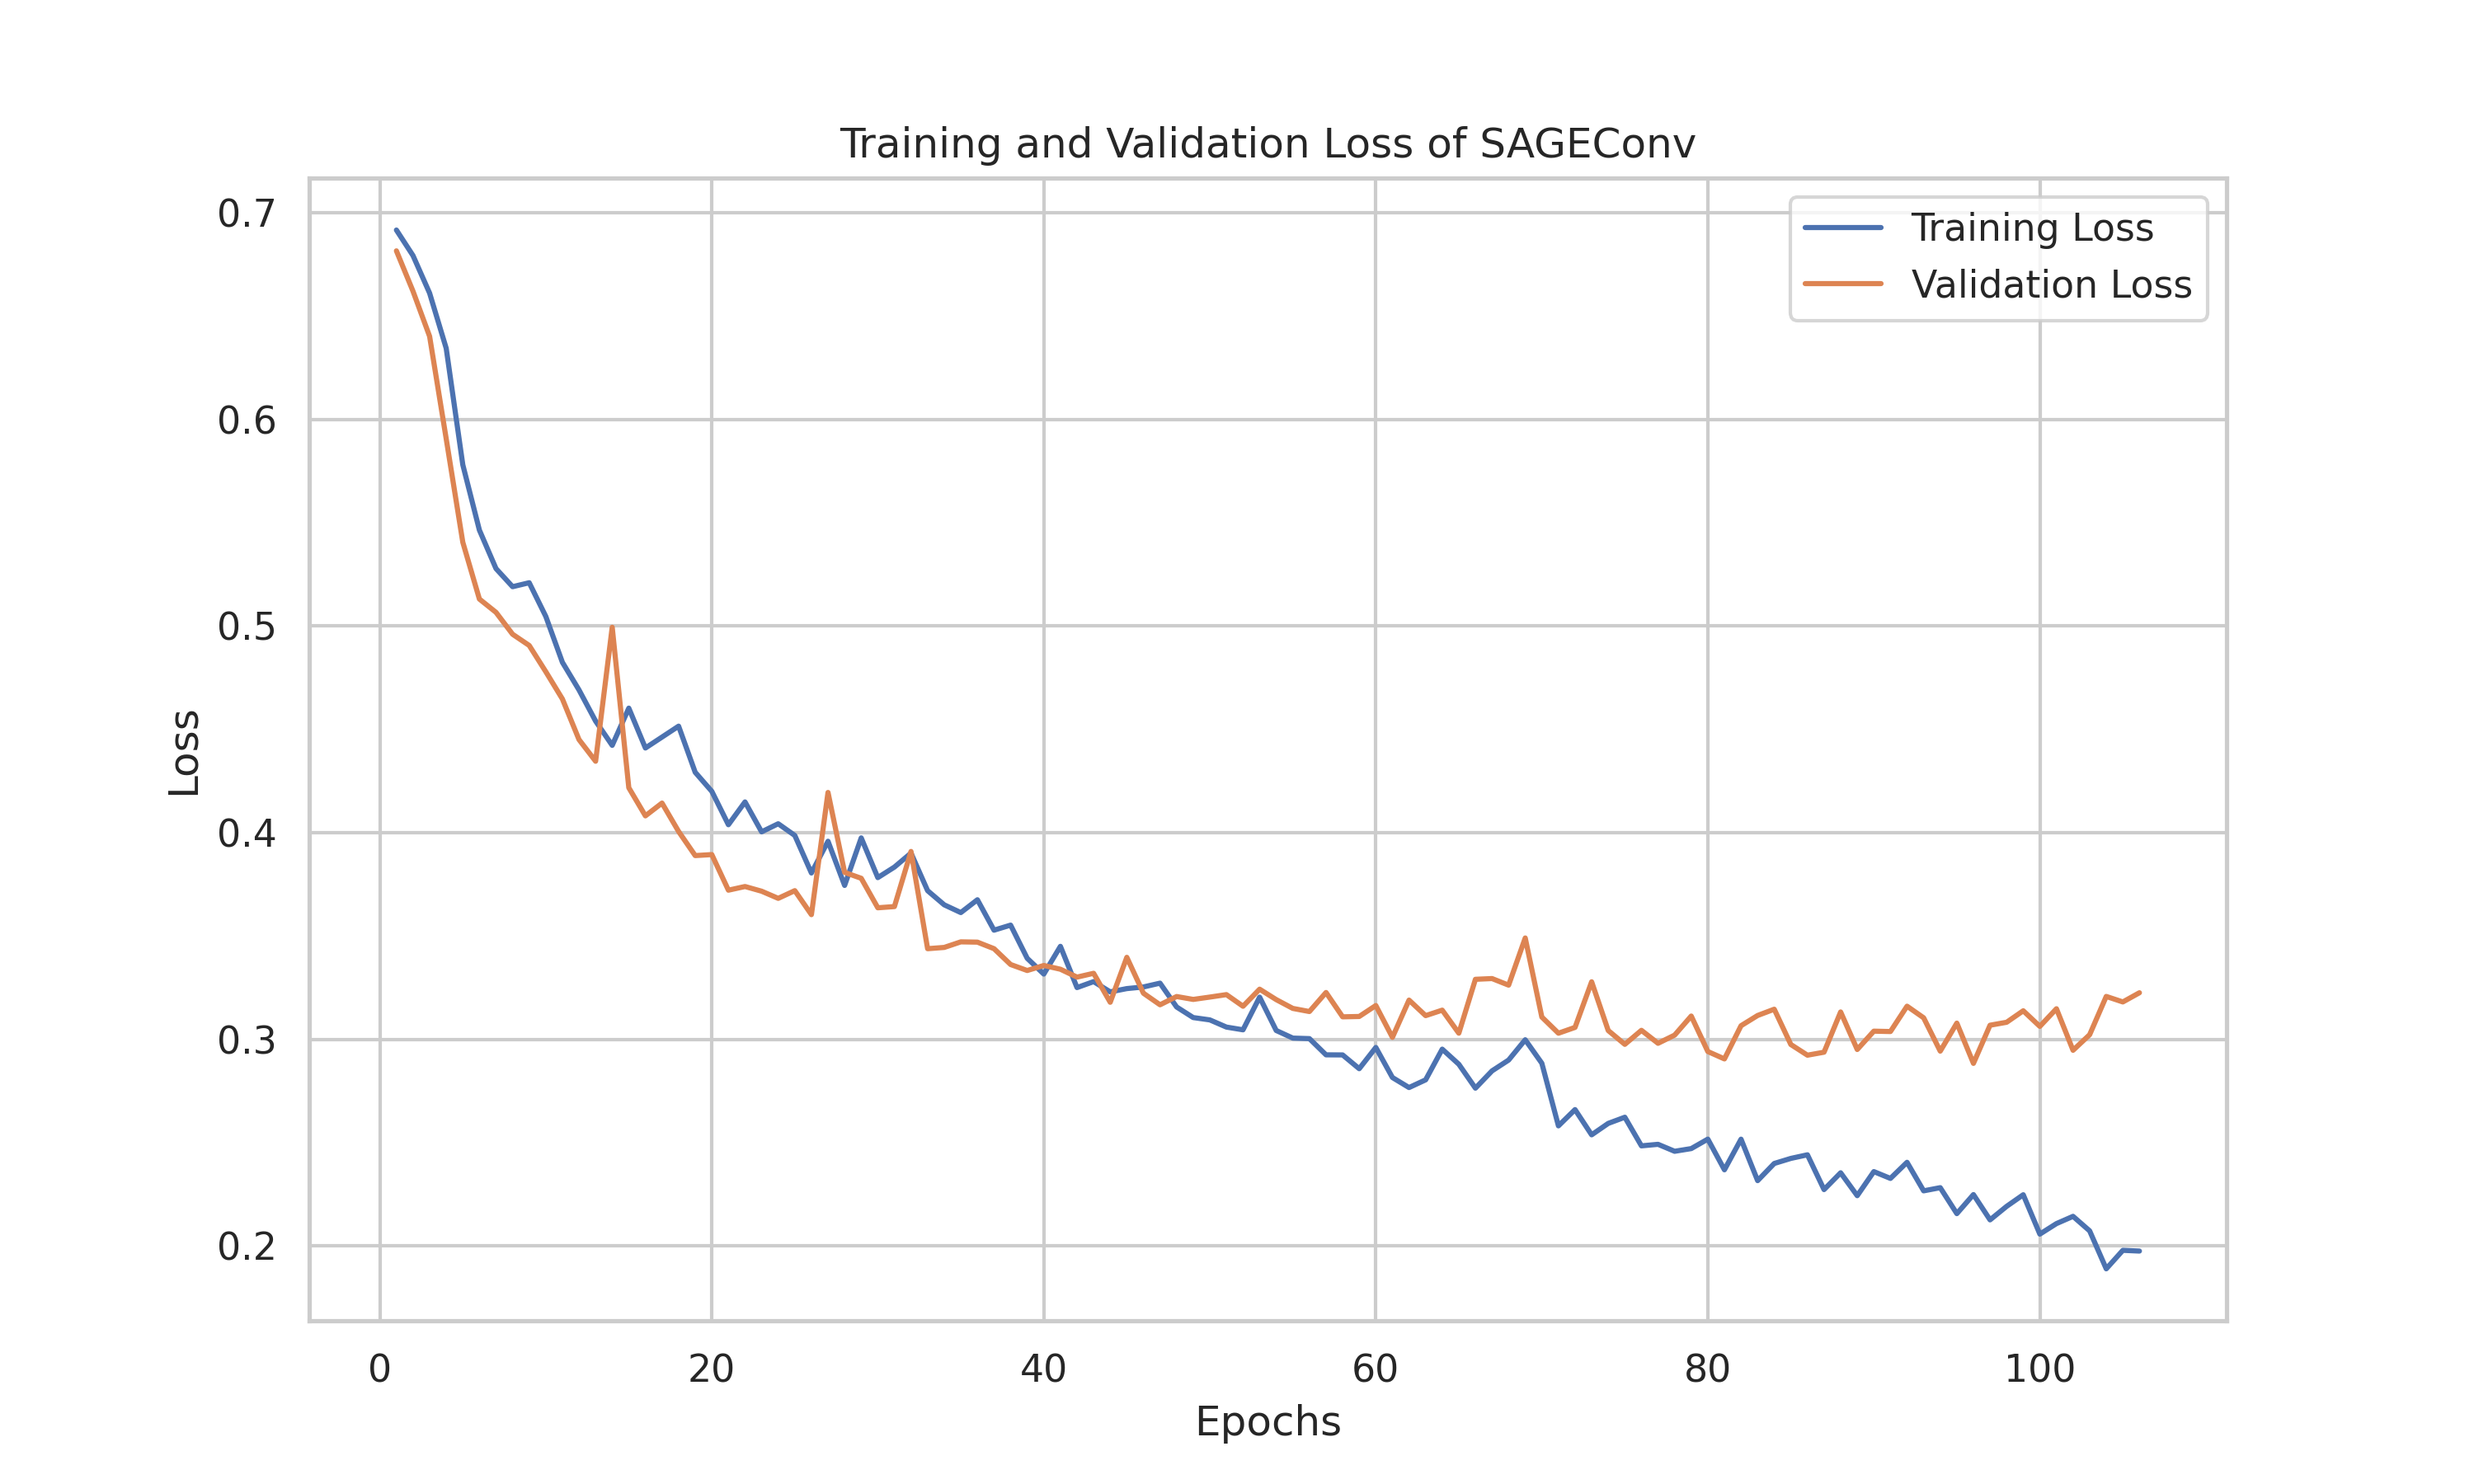 Training and Validation Loss of SAGEConv
Training Loss
Validation Loss
Loss
0.7
0.6
0.5
0.4
0.3
0.2
0 20 40 60 80 100
Epochs